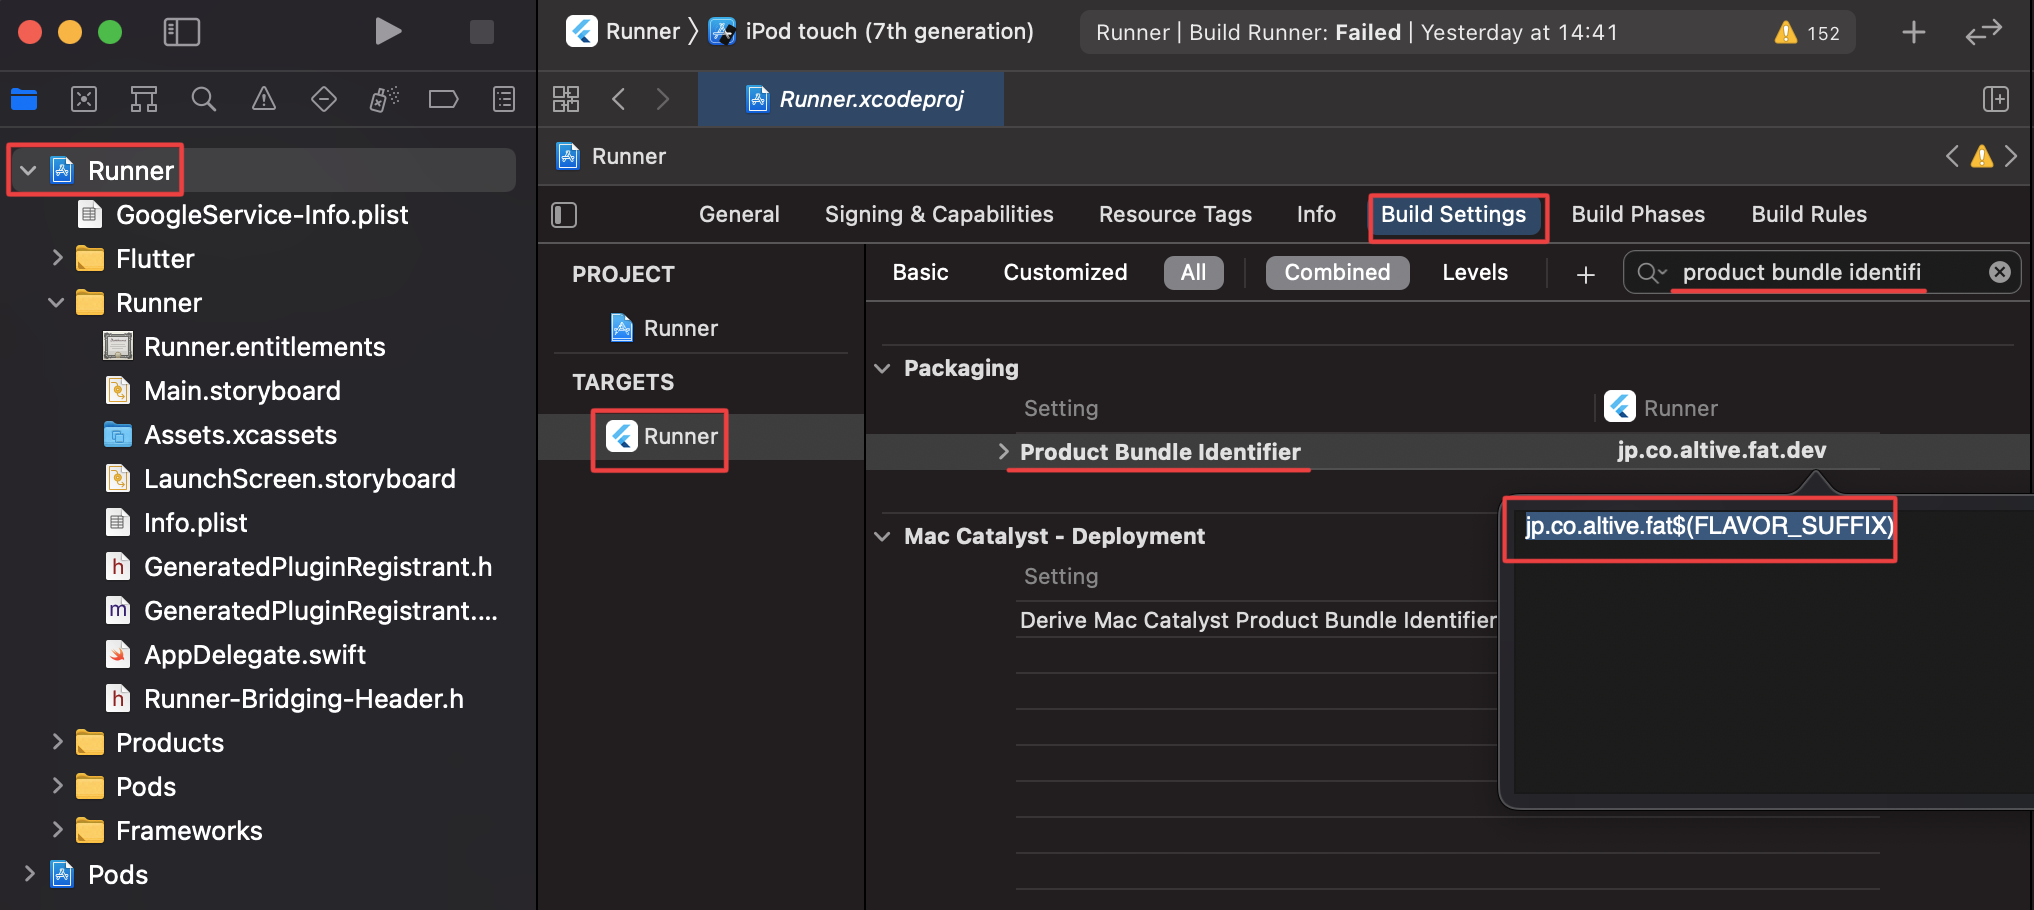 Runner
iPod touch (7th generation)
Runner | Build Runner: Failed | Yesterday at 14:41
152
Runner.xcodeproj
Runner
Runner
GoogleService-Info.plist
Flutter
Runner
Runner.entitlements
Main.storyboard
Assets.xcassets
LaunchScreen.storyboard
Info.plist
h GeneratedPluginRegistrant.h
m GeneratedPluginRegistrant....
AppDelegate.swift
h Runner-Bridging-Header.h
Products
Pods
Frameworks
Pods
General
Signing & Capabilities
Resource Tags
Info
Build Settings
Build Phases
Build Rules
PROJECT
Runner
TARGETS
Runner
Basic
Customized
All
Combined
Levels
product bundle identifi
Packaging
Setting
Runner
Product Bundle Identifier
jp.co.altive.fat.dev
jp.co.altive.fat$(FLAVOR_SUFFIX)
Mac Catalyst - Deployment
Setting
Derive Mac Catalyst Product Bundle Identifier